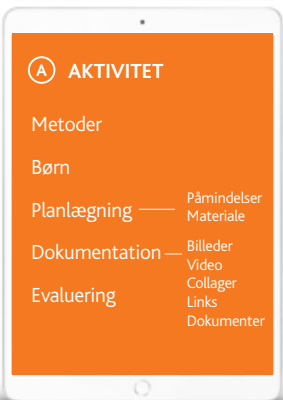 A AKTIVITET
Metoder
Børn
Planlægning
Påmindelser
Materiale
Dokumentation
Billeder
Video
Collager
Links
Dokumenter
Evaluering